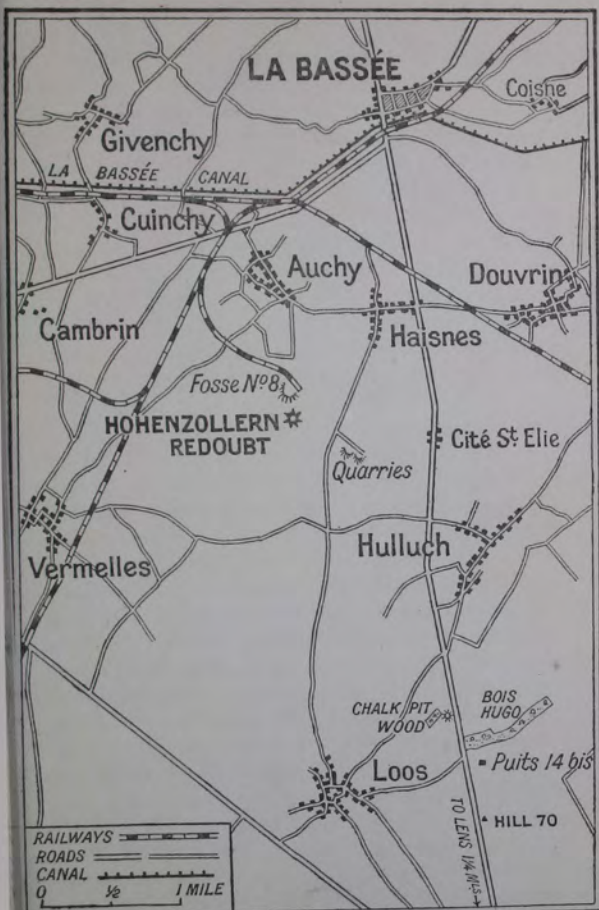 LA BASSÉE
Coisne
Givenchy
LA BASSÉE CANAL
Cuinchy
Auchy
Douvrin
Cambrin
Haisnes
Fosse Nº8
HOHENZOLLERN
REDOUBT
Cité St Elie
Quarries
Hulluch
Vermelles
CHALK PIT
WOOD
BOIS
HUGO
Loos
Puits 14 bis
HILL 70
TO LENS 1¼ Mls.
RAILWAYS
ROADS
CANAL
0 ½ 1 MILE